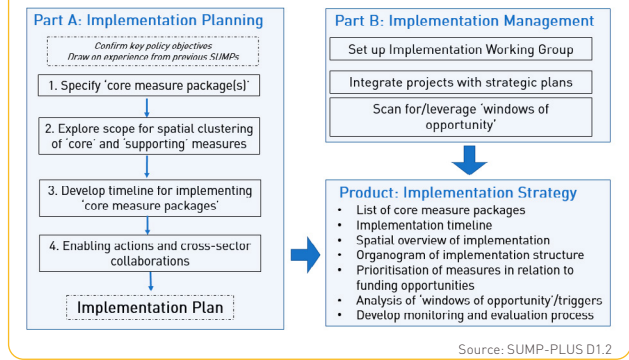 Part A: Implementation Planning
Confirm key policy objectives
Draw on experience from previous SUMPs
1. Specify 'core measure package(s)'
2. Explore scope for spatial clustering
of 'core' and 'supporting' measures
3. Develop timeline for implementing
'core measure packages'
4. Enabling actions and cross-sector
collaborations
Implementation Plan
Part B: Implementation Management
Set up Implementation Working Group
Integrate projects with strategic plans
Scan for/leverage 'windows of
opportunity'
Product: Implementation Strategy
• List of core measure packages
• Implementation timeline
• Spatial overview of implementation
• Organogram of implementation structure
• Prioritisation of measures in relation to
funding opportunities
• Analysis of 'windows of opportunity'/triggers
• Develop monitoring and evaluation process
Source: SUMP-PLUS D1.2